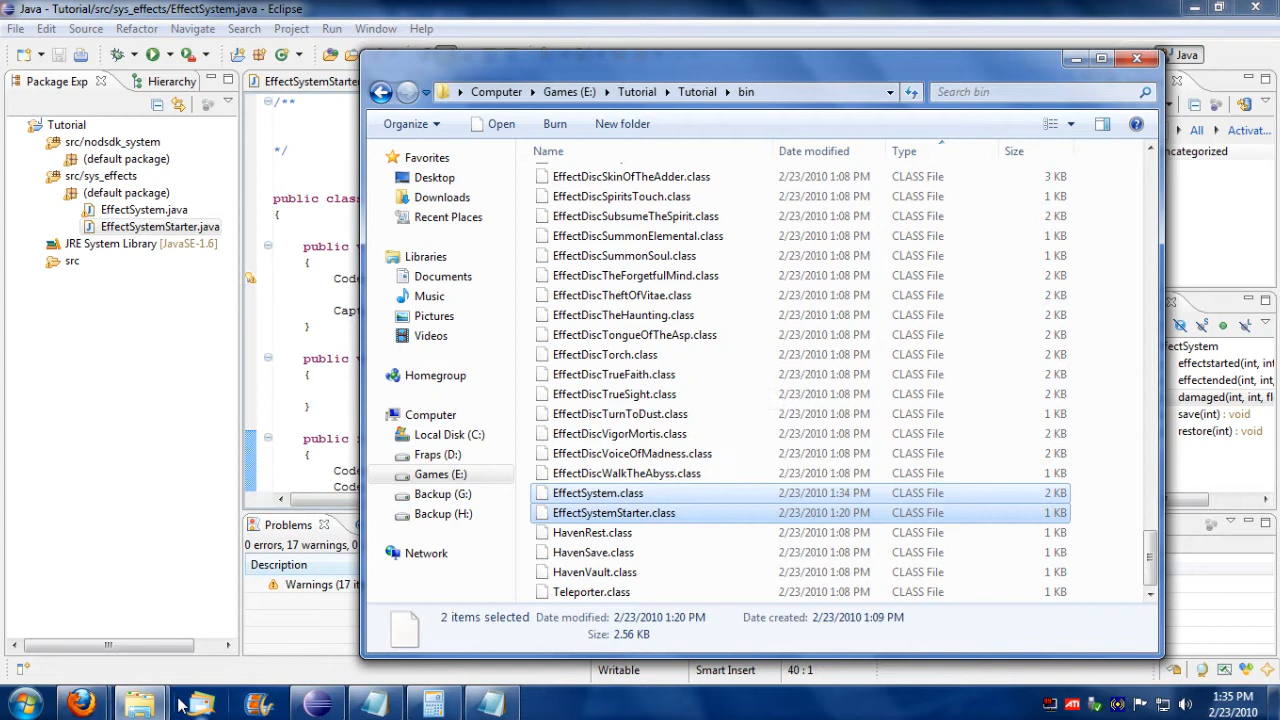 Java - Tutorial/src/sys_effects/EffectSystem.java - Eclipse
File Edit Source Refactor Navigate Search Project Run Window Help
Java
Package Exp
Hierarchy
Tutorial
src/nodsdk_system
(default package)
src/sys_effects
(default package)
EffectSystem.java
EffectSystemStarter.java
JRE System Library [JavaSE-1.6]
src
EffectSystemStarter
/**
*/
public class
{
public v
{
Code
Capt
}
public v
{
}
public
{
Code
Code
Computer Games (E:) Tutorial Tutorial bin
Search bin
Organize Open Burn New folder
Favorites
Desktop
Downloads
Recent Places
Libraries
Documents
Music
Pictures
Videos
Homegroup
Computer
Local Disk (C:)
Fraps (D:)
Games (E:)
Backup (G:)
Backup (H:)
Network
Name Date modified Type Size
EffectDiscSkinOfTheAdder.class 2/23/2010 1:08 PM CLASS File 3 KB
EffectDiscSpiritsTouch.class 2/23/2010 1:08 PM CLASS File 1 KB
EffectDiscSubsumeTheSpirit.class 2/23/2010 1:08 PM CLASS File 2 KB
EffectDiscSummonElemental.class 2/23/2010 1:08 PM CLASS File 1 KB
EffectDiscSummonSoul.class 2/23/2010 1:08 PM CLASS File 1 KB
EffectDiscTheForgetfulMind.class 2/23/2010 1:08 PM CLASS File 2 KB
EffectDiscTheftOfVitae.class 2/23/2010 1:08 PM CLASS File 2 KB
EffectDiscTheHaunting.class 2/23/2010 1:08 PM CLASS File 2 KB
EffectDiscTongueOfTheAsp.class 2/23/2010 1:08 PM CLASS File 2 KB
EffectDiscTorch.class 2/23/2010 1:08 PM CLASS File 2 KB
EffectDiscTrueFaith.class 2/23/2010 1:08 PM CLASS File 2 KB
EffectDiscTrueSight.class 2/23/2010 1:08 PM CLASS File 2 KB
EffectDiscTurnToDust.class 2/23/2010 1:08 PM CLASS File 1 KB
EffectDiscVigorMortis.class 2/23/2010 1:08 PM CLASS File 2 KB
EffectDiscVoiceOfMadness.class 2/23/2010 1:08 PM CLASS File 2 KB
EffectDiscWalkTheAbyss.class 2/23/2010 1:08 PM CLASS File 1 KB
EffectSystem.class 2/23/2010 1:34 PM CLASS File 2 KB
EffectSystemStarter.class 2/23/2010 1:20 PM CLASS File 1 KB
HavenRest.class 2/23/2010 1:08 PM CLASS File 1 KB
HavenSave.class 2/23/2010 1:08 PM CLASS File 1 KB
HavenVault.class 2/23/2010 1:08 PM CLASS File 1 KB
Teleporter.class 2/23/2010 1:08 PM CLASS File 1 KB
2 items selected Date modified: 2/23/2010 1:20 PM Date created: 2/23/2010 1:09 PM
Size: 2.56 KB
All Activat...
ncategorized
ffectSystem
effectstarted(int, int
effectended(int, int,
damaged(int, int, fl
save(int) : void
restore(int) : void
Problems
0 errors, 17 warnings, 0
Description
Warnings (17 it
Writable Smart Insert 40 : 1
1:35 PM
2/23/2010